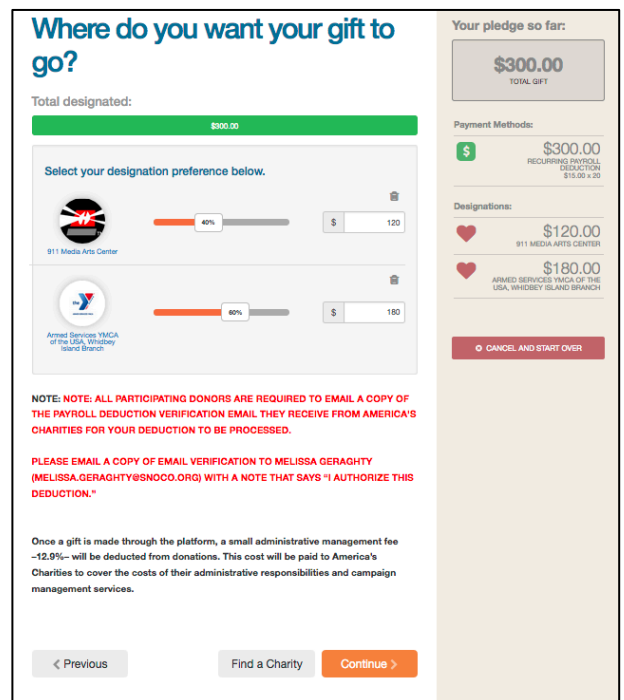 Where do you want your gift to
go?
Total designated:
$300.00
Select your designation preference below.
40%
$ 120
911 Media Arts Center
the Y
60%
$ 180
Armed Services YMCA
of the USA, Whidbey
Island Branch
NOTE: NOTE: ALL PARTICIPATING DONORS ARE REQUIRED TO EMAIL A COPY OF
THE PAYROLL DEDUCTION VERIFICATION EMAIL THEY RECEIVE FROM AMERICA'S
CHARITIES FOR YOUR DEDUCTION TO BE PROCESSED.
PLEASE EMAIL A COPY OF EMAIL VERIFICATION TO MELISSA GERAGHTY
(MELISSA.GERAGHTY@SNOCO.ORG) WITH A NOTE THAT SAYS “I AUTHORIZE THIS
DEDUCTION."
Once a gift is made through the platform, a small administrative management fee
–12.9%– will be deducted from donations. This cost will be paid to America's
Charities to cover the costs of their administrative responsibilities and campaign
management services.
Previous
Find a Charity
Continue
Your pledge so far:
$300.00
TOTAL GIFT
Payment Methods:
$ $300.00
RECURRING PAYROLL
DEDUCTION
$15.00 x 20
Designations:
$120.00
911 MEDIA ARTS CENTER
$180.00
ARMED SERVICES YMCA OF THE
USA, WHIDBEY ISLAND BRANCH
CANCEL AND START OVER